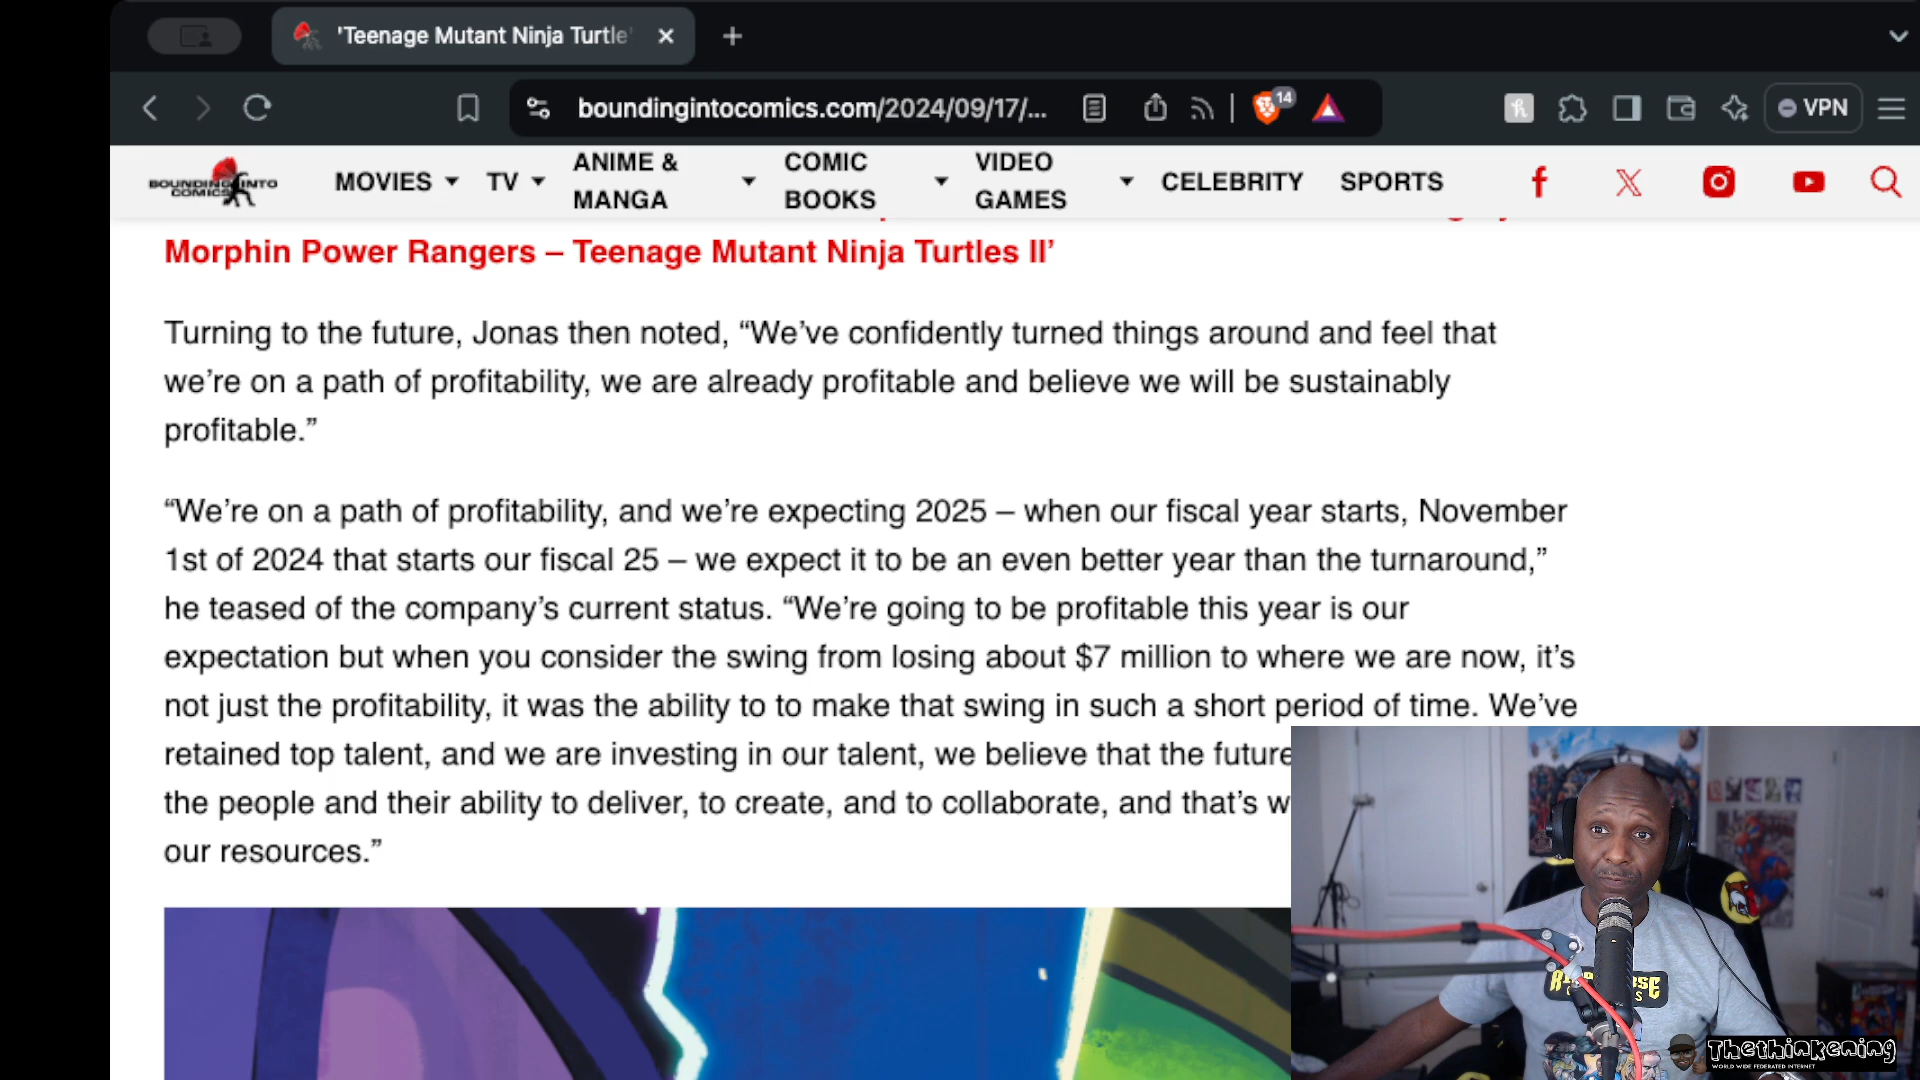 'Teenage Mutant Ninja Turtle'
boundingintocomics.com/2024/09/17/...
14
VPN
BOUNDING INTO
COMICS
MOVIES
TV
ANIME &
MANGA
COMIC
BOOKS
VIDEO
GAMES
CELEBRITY
SPORTS
Morphin Power Rangers – Teenage Mutant Ninja Turtles II’
Turning to the future, Jonas then noted, “We’ve confidently turned things around and feel that
we’re on a path of profitability, we are already profitable and believe we will be sustainably
profitable.”
“We’re on a path of profitability, and we’re expecting 2025 – when our fiscal year starts, November
1st of 2024 that starts our fiscal 25 – we expect it to be an even better year than the turnaround,”
he teased of the company’s current status. “We’re going to be profitable this year is our
expectation but when you consider the swing from losing about $7 million to where we are now, it’s
not just the profitability, it was the ability to to make that swing in such a short period of time. We’ve
retained top talent, and we are investing in our talent, we believe that the future
the people and their ability to deliver, to create, and to collaborate, and that’s w
our resources.”
Thethinkening
WORLD WIDE FEDERATED INTERNET